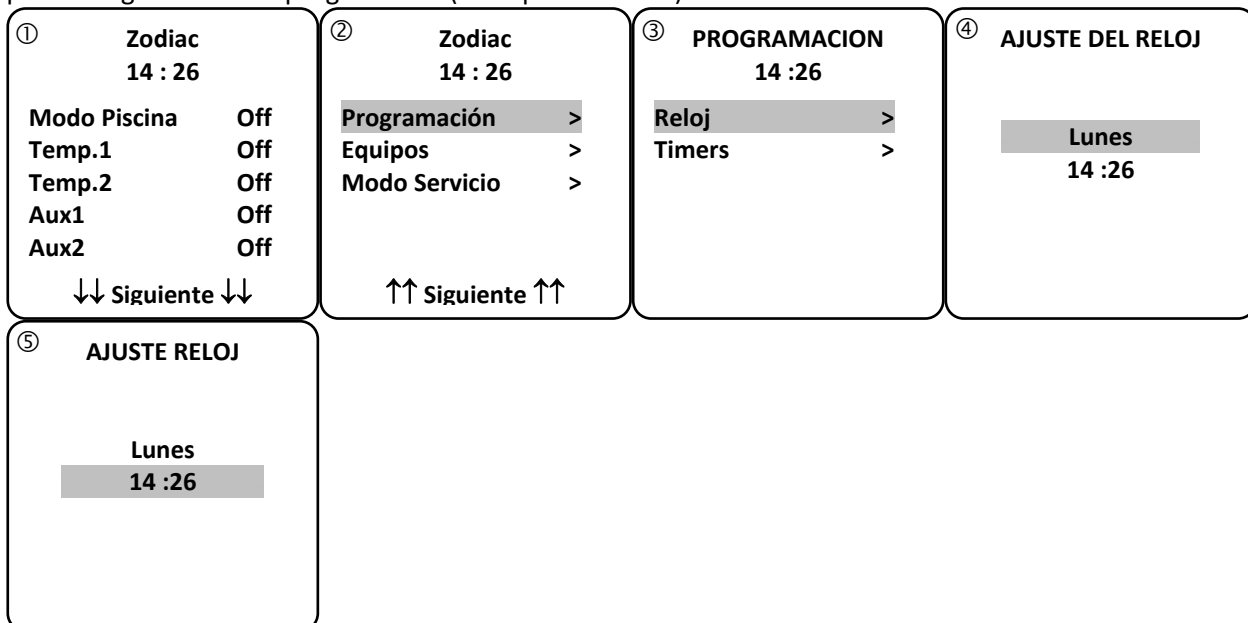 ①
Zodiac
14 : 26
Modo Piscina Off
Temp.1 Off
Temp.2 Off
Aux1 Off
Aux2 Off
↓↓ Siguiente ↓↓
②
Zodiac
14 : 26
Programación >
Equipos >
Modo Servicio >
↑↑ Siguiente ↑↑
③
PROGRAMACION
14 :26
Reloj >
Timers >
④
AJUSTE DEL RELOJ
Lunes
14 :26
⑤
AJUSTE RELOJ
Lunes
14 :26